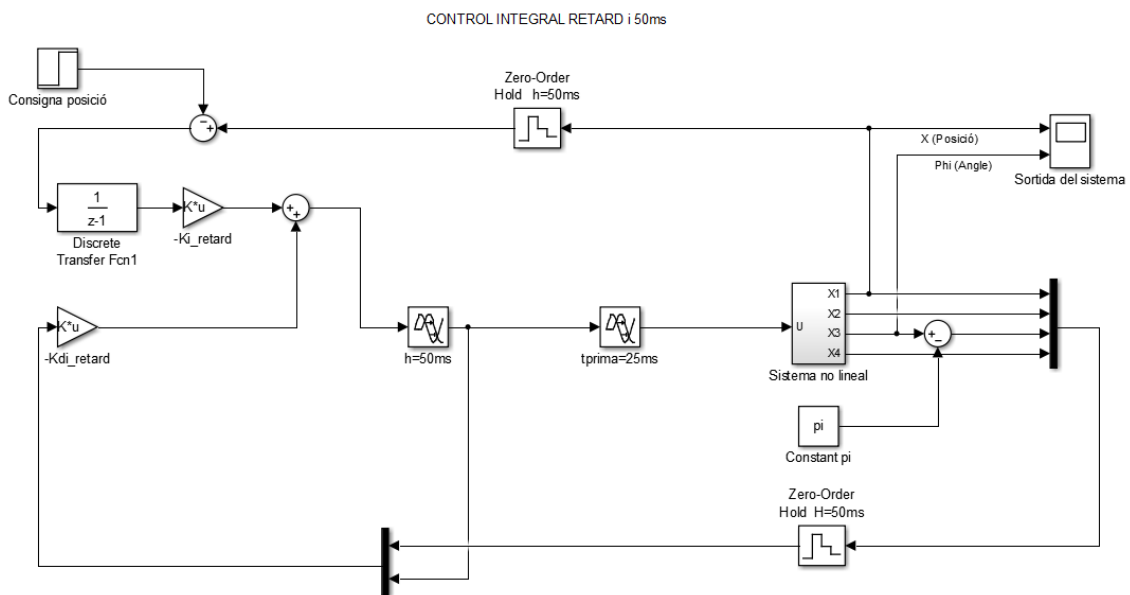 CONTROL INTEGRAL RETARD i 50ms
Consigna posició
Zero-Order
Hold h=50ms
X (Posició)
Phi (Angle)
Sortida del sistema
1
z-1
Discrete
Transfer Fcn1
K*u
-Ki_retard
K*u
-Kdi_retard
h=50ms
tprima=25ms
U
X1
X2
X3
X4
Sistema no lineal
pi
Constant pi
Zero-Order
Hold H=50ms